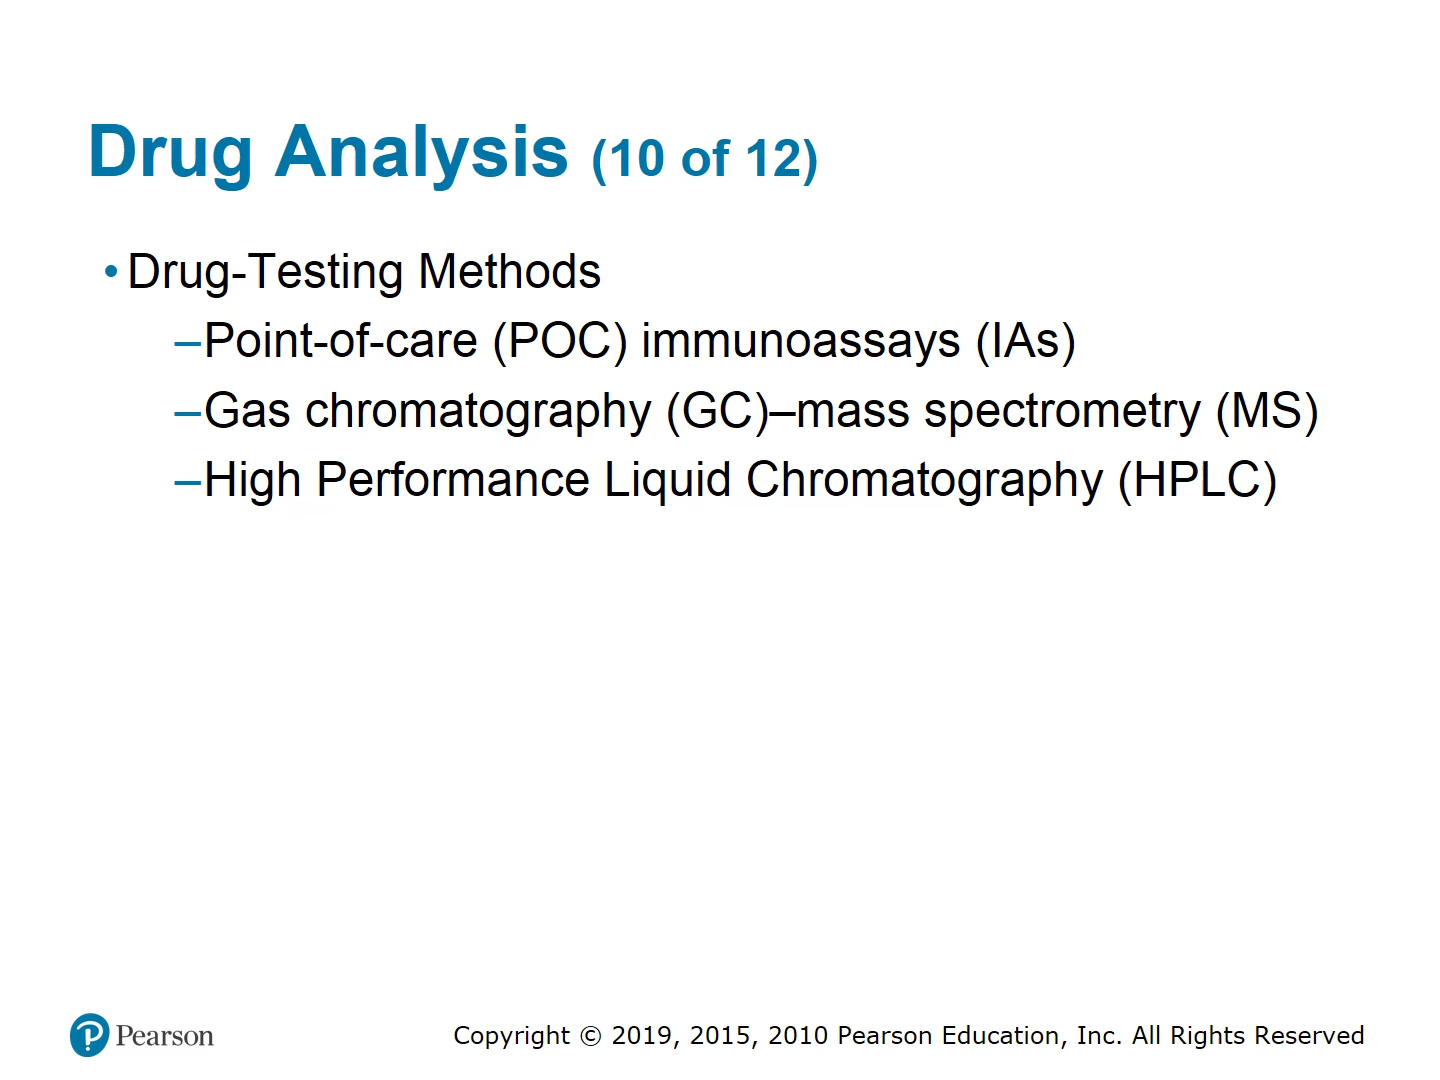 Drug Analysis (10 of 12)
• Drug-Testing Methods
–Point-of-care (POC) immunoassays (IAs)
–Gas chromatography (GC)–mass spectrometry (MS)
–High Performance Liquid Chromatography (HPLC)
Pearson
Copyright © 2019, 2015, 2010 Pearson Education, Inc. All Rights Reserved